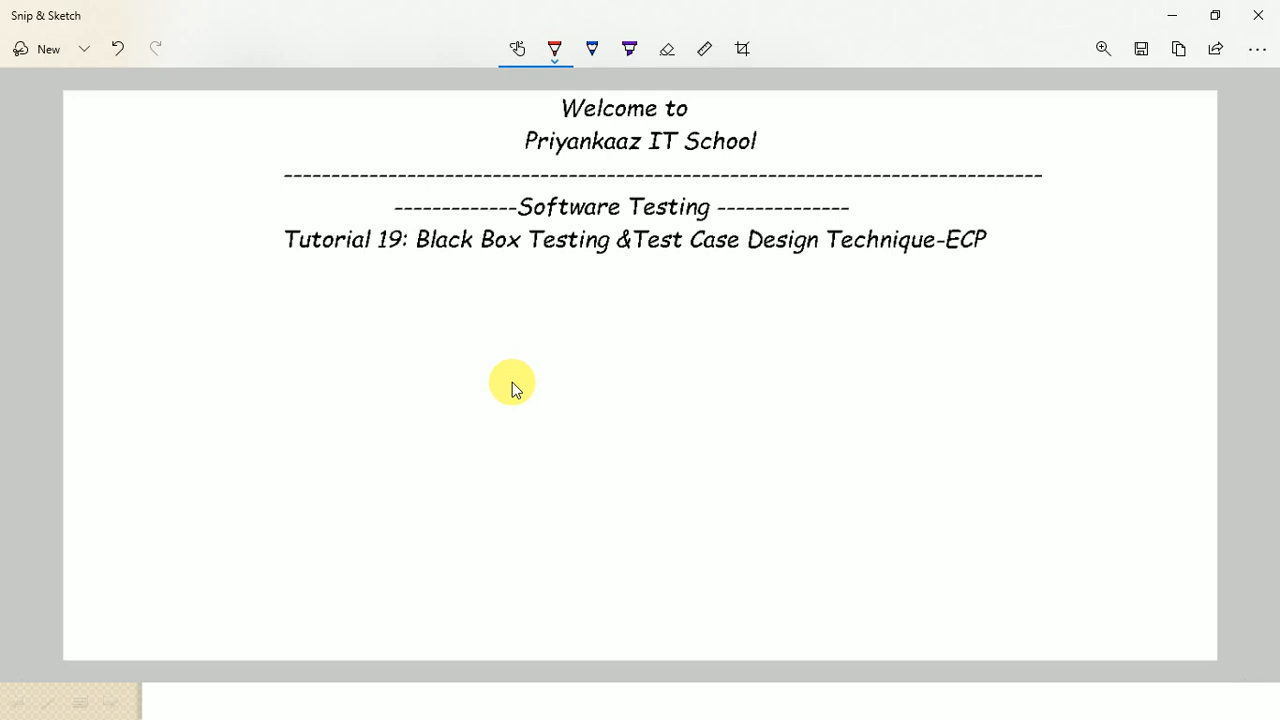 Snip & Sketch
New
Welcome to
Priyankaaz IT School
--------------------------------------------------------------------------------
-------------Software Testing --------------
Tutorial 19: Black Box Testing &Test Case Design Technique-ECP